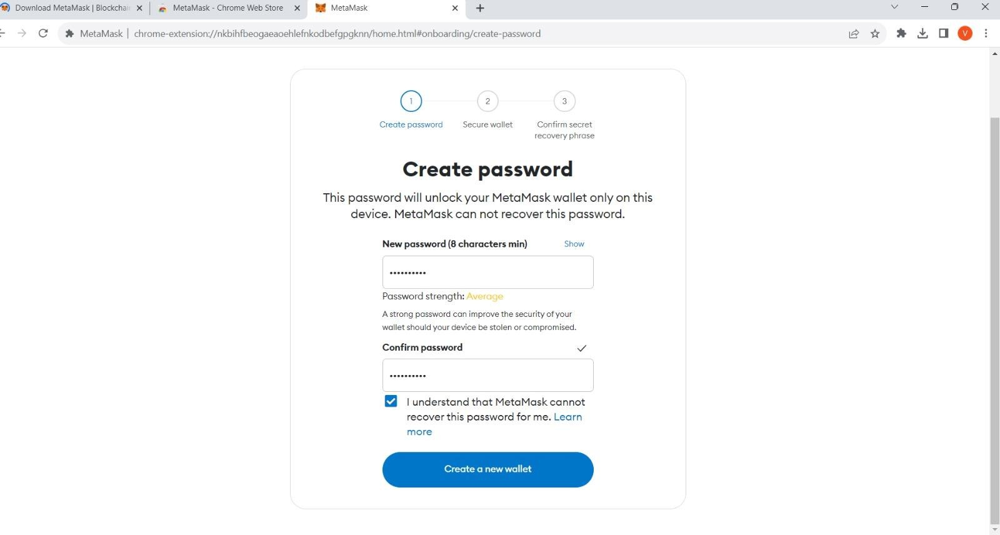 Download MetaMask | Blockchai
MetaMask - Chrome Web Store
MetaMask
MetaMask | chrome-extension://nkbihfbeogaeaoehlefnkodbefgpgknn/home.html#onboarding/create-password
V
1
2
3
Create password
Secure wallet
Confirm secret
recovery phrase
Create password
This password will unlock your MetaMask wallet only on this
device. MetaMask can not recover this password.
New password (8 characters min)
Show
••••••••••
Password strength: Average
A strong password can improve the security of your
wallet should your device be stolen or compromised.
Confirm password
••••••••••
I understand that MetaMask cannot
recover this password for me. Learn
more
Create a new wallet